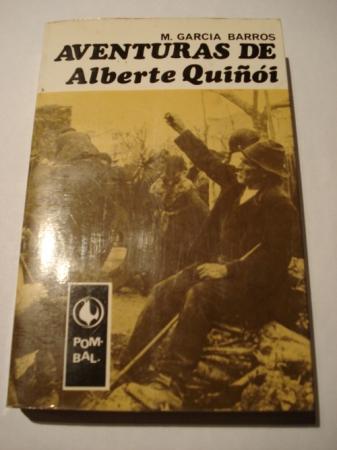 M. GARCIA BARROS
AVENTURAS DE
Alberte Quiñói
POM-
BAL.